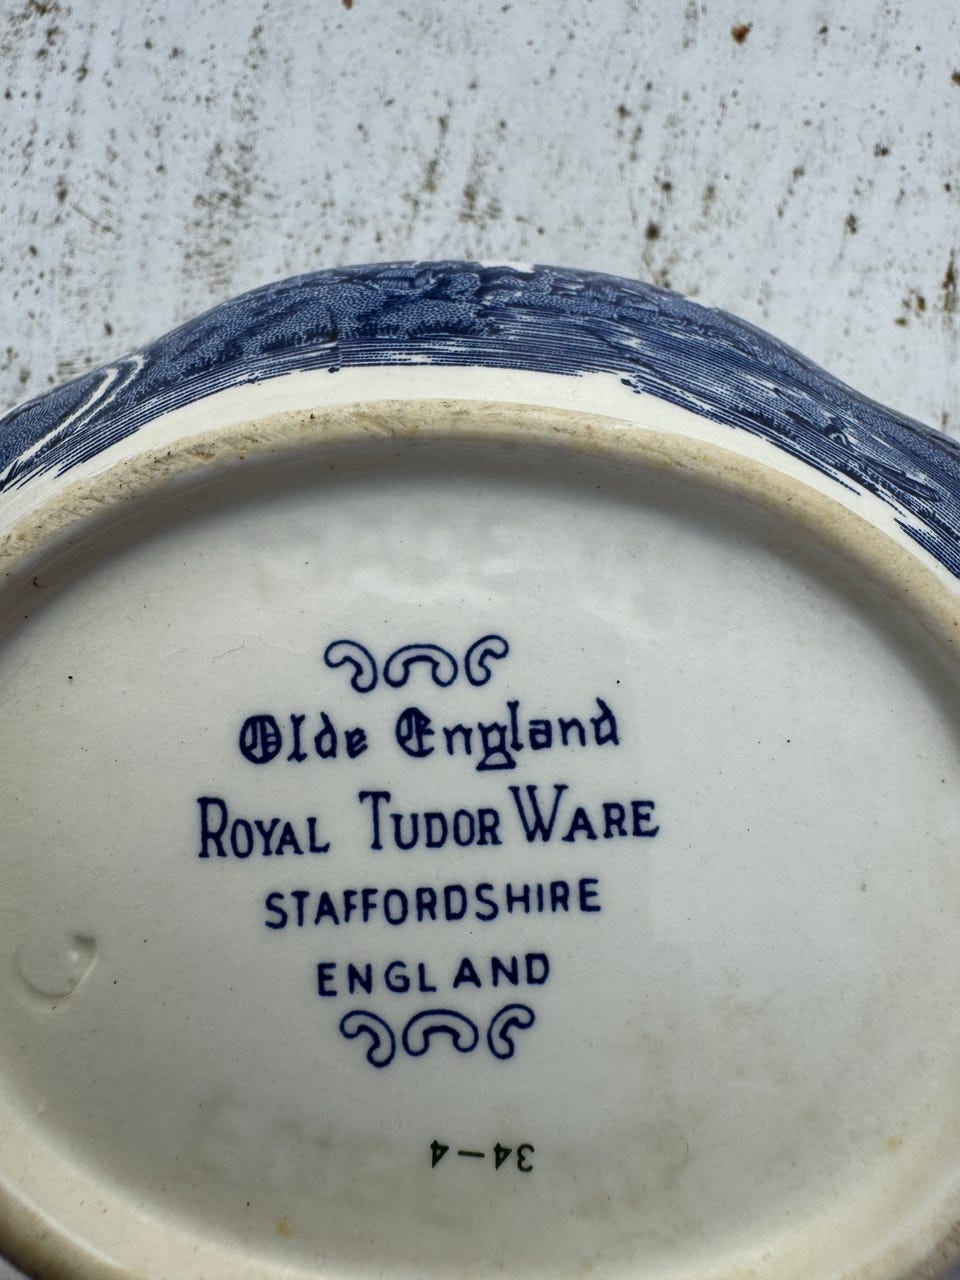 Olde England
ROYAL TUDOR WARE
STAFFORDSHIRE
ENGLAND
34-4